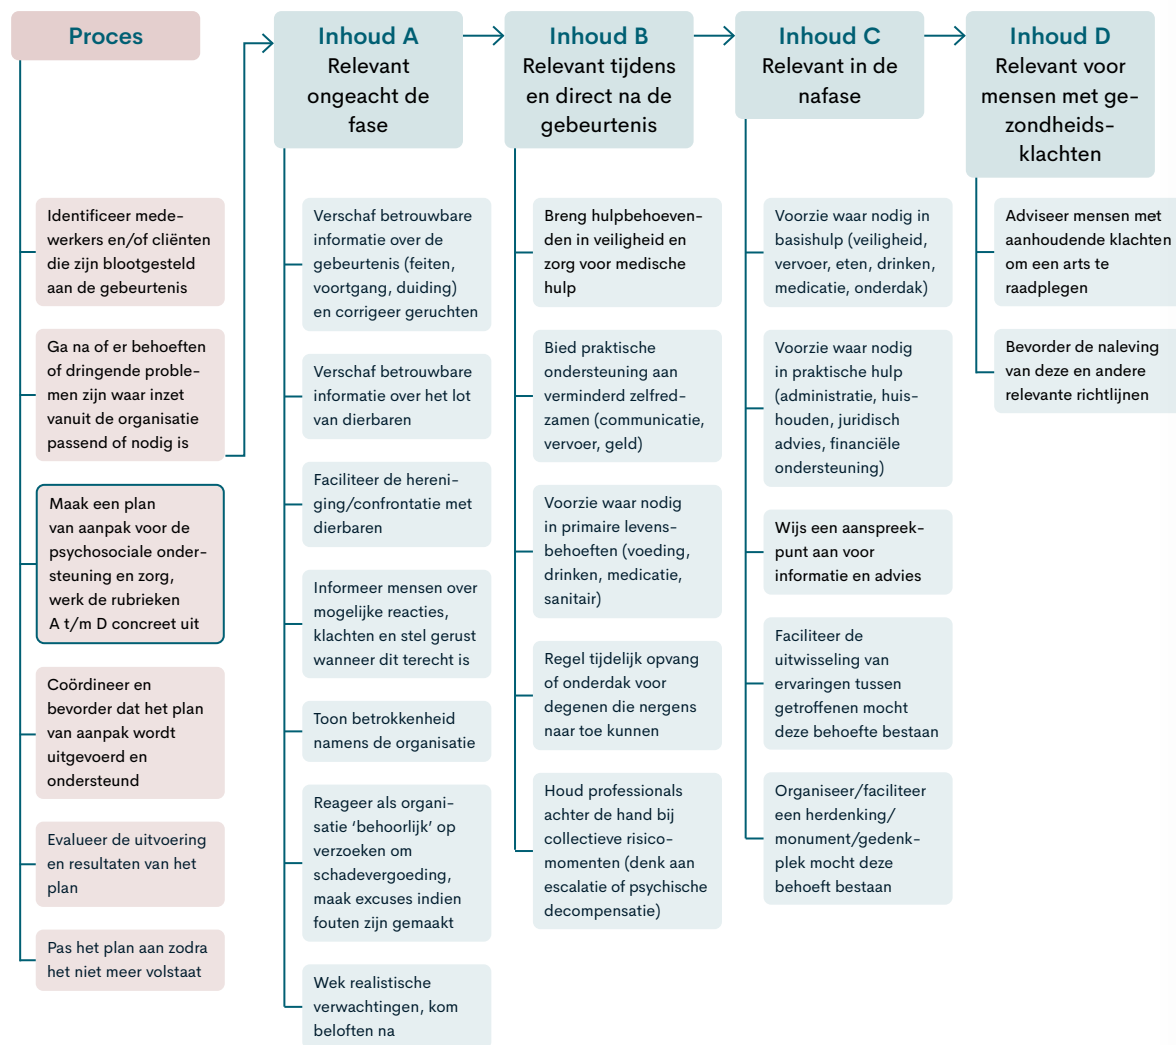 Proces
Identificeer mede-
werkers en/of cliënten
die zijn blootgesteld
aan de gebeurtenis
Ga na of er behoeften
of dringende proble-
men zijn waar inzet
vanuit de organisatie
passend of nodig is
Maak een plan
van aanpak voor de
psychosociale onder-
steuning en zorg,
werk de rubrieken
A t/m D concreet uit
Coördineer en
bevorder dat het plan
van aanpak wordt
uitgevoerd en
ondersteund
Evalueer de uitvoering
en resultaten van het
plan
Pas het plan aan zodra
het niet meer volstaat
Inhoud A
Relevant
ongeacht de
fase
Verschaf betrouwbare
informatie over de
gebeurtenis (feiten,
voortgang, duiding)
en corrigeer geruchten
Verschaf betrouwbare
informatie over het lot
van dierbaren
Faciliteer de hereni-
ging/confrontatie met
dierbaren
Informeer mensen over
mogelijke reacties,
klachten en stel gerust
wanneer dit terecht is
Toon betrokkenheid
namens de organisatie
Reageer als organi-
satie ‘behoorlijk’ op
verzoeken om
schadevergoeding,
maak excuses indien
fouten zijn gemaakt
Wek realistische
verwachtingen, kom
beloften na
Inhoud B
Relevant tijdens
en direct na de
gebeurtenis
Breng hulpbehoeven-
den in veiligheid en
zorg voor medische
hulp
Bied praktische
ondersteuning aan
verminderd zelfred-
zamen (communicatie,
vervoer, geld)
Voorzie waar nodig
in primaire levens-
behoeften (voeding,
drinken, medicatie,
sanitair)
Regel tijdelijk opvang
of onderdak voor
degenen die nergens
naar toe kunnen
Houd professionals
achter de hand bij
collectieve risico-
momenten (denk aan
escalatie of psychische
decompensatie)
Inhoud C
Relevant in de
nafase
Voorzie waar nodig in
basishulp (veiligheid,
vervoer, eten, drinken,
medicatie, onderdak)
Voorzie waar nodig
in praktische hulp
(administratie, huis-
houden, juridisch
advies, financiële
ondersteuning)
Wijs een aanspreek-
punt aan voor
informatie en advies
Faciliteer de
uitwisseling van
ervaringen tussen
getroffenen mocht
deze behoefte bestaan
Organiseer/faciliteer
een herdenking/
monument/gedenk-
plek mocht deze
behoeft bestaan
Inhoud D
Relevant voor
mensen met ge-
zondheids-
klachten
Adviseer mensen met
aanhoudende klachten
om een arts te
raadplegen
Bevorder de naleving
van deze en andere
relevante richtlijnen